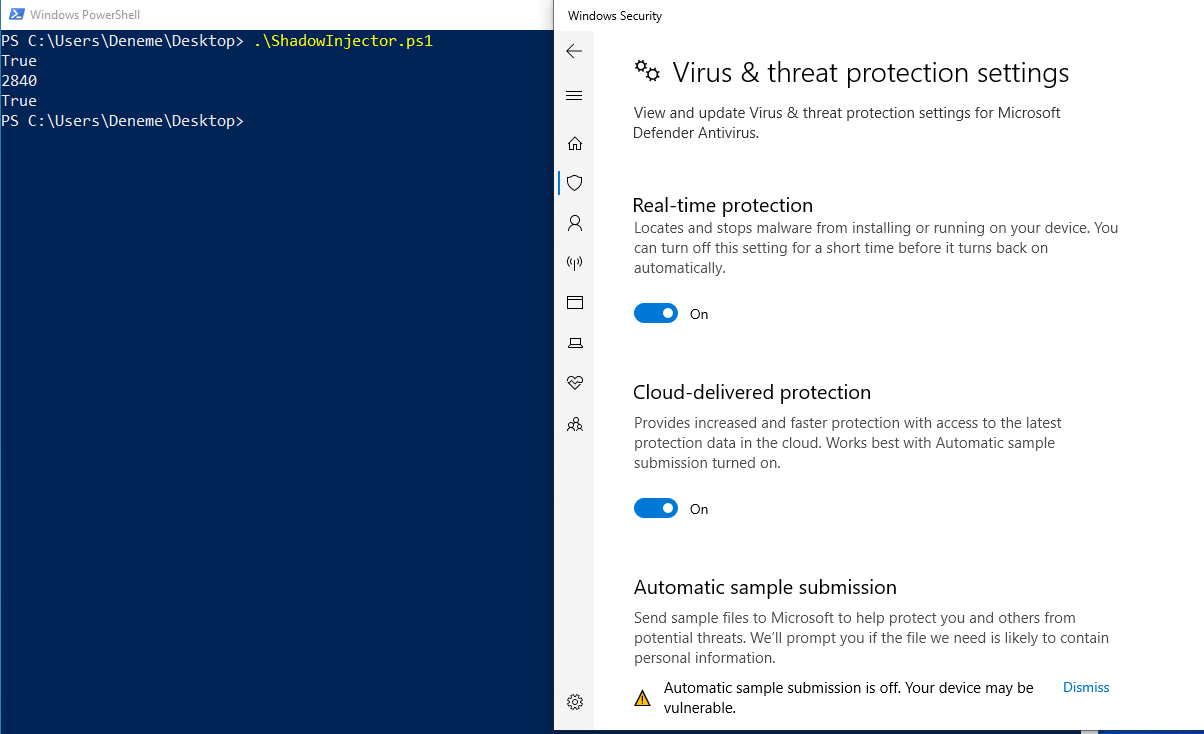 Windows PowerShell
PS C:\Users\Deneme\Desktop> .\ShadowInjector.ps1
True
2840
True
PS C:\Users\Deneme\Desktop>
Windows Security
Virus & threat protection settings
View and update Virus & threat protection settings for Microsoft
Defender Antivirus.
Real-time protection
Locates and stops malware from installing or running on your device. You
can turn off this setting for a short time before it turns back on
automatically.
On
Cloud-delivered protection
Provides increased and faster protection with access to the latest
protection data in the cloud. Works best with Automatic sample
submission turned on.
On
Automatic sample submission
Send sample files to Microsoft to help protect you and others from
potential threats. We’ll prompt you if the file we need is likely to contain
personal information.
Automatic sample submission is off. Your device may be Dismiss
vulnerable.